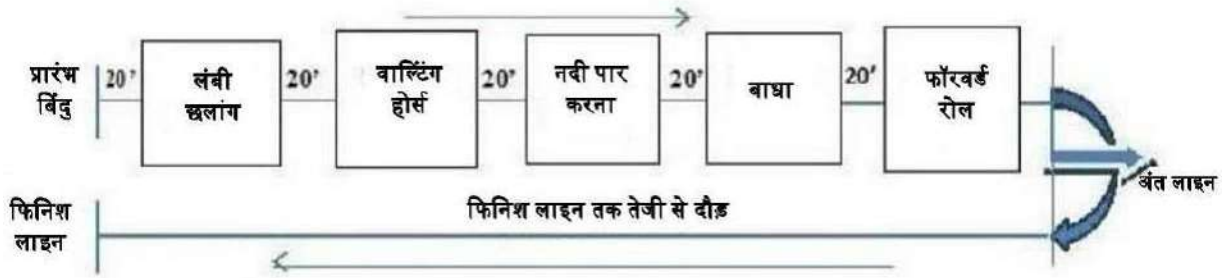 प्रारंभ
बिंदु
20'
लंबी
छलांग
20'
वाल्टिंग
होर्स
20'
नदी पार
करना
20'
बाधा
20'
फॉरवर्ड
रोल
अंत लाइन
फिनिश
लाइन
फिनिश लाइन तक तेजी से दौड़